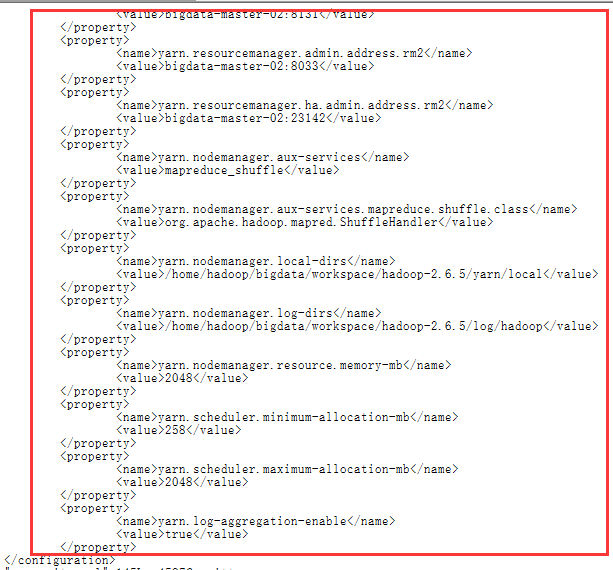 <value>bigdata-master-02:8131</value>
</property>
<property>
<name>yarn.resourcemanager.admin.address.rm2</name>
<value>bigdata-master-02:8033</value>
</property>
<property>
<name>yarn.resourcemanager.ha.admin.address.rm2</name>
<value>bigdata-master-02:23142</value>
</property>
<property>
<name>yarn.nodemanager.aux-services</name>
<value>mapreduce_shuffle</value>
</property>
<property>
<name>yarn.nodemanager.aux-services.mapreduce.shuffle.class</name>
<value>org.apache.hadoop.mapred.ShuffleHandler</value>
</property>
<property>
<name>yarn.nodemanager.local-dirs</name>
<value>/home/hadoop/bigdata/workspace/hadoop-2.6.5/yarn/local</value>
</property>
<property>
<name>yarn.nodemanager.log-dirs</name>
<value>/home/hadoop/bigdata/workspace/hadoop-2.6.5/log/hadoop</value>
</property>
<property>
<name>yarn.nodemanager.resource.memory-mb</name>
<value>2048</value>
</property>
<property>
<name>yarn.scheduler.minimum-allocation-mb</name>
<value>258</value>
</property>
<property>
<name>yarn.scheduler.maximum-allocation-mb</name>
<value>2048</value>
</property>
<property>
<name>yarn.log-aggregation-enable</name>
<value>true</value>
</property>
</configuration>